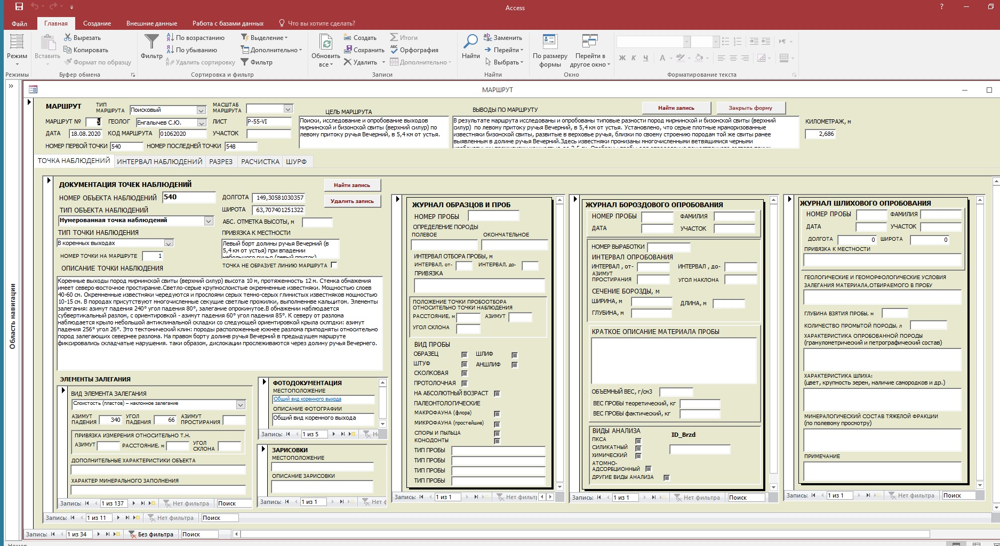 Access
?
Файл Главная Создание Внешние данные Работа с базами данных Что вы хотите сделать?
Режим
Режимы
Вставить
Вырезать
Копировать
Формат по образцу
Буфер обмена
Фильтр
По возрастанию
По убыванию
Удалить сортировку
Выделение
Дополнительно
Фильтр
Сортировка и фильтр
Обновить все
Создать
Сохранить
Удалить
Итоги
Орфография
Дополнительно
Записи
Найти
Заменить
Перейти
Выбрать
Найти
По размеру формы
Перейти в другое окно
Окно
Ж К Ч
Форматирование текста
Область навигации
МАРШРУТ
МАРШРУТ
ТИП МАРШРУТА Поисковый
МАСШТАБ МАРШРУТА
МАРШРУТ № 5 ГЕОЛОГ Енгалычев С.Ю. ЛИСТ P-55-VI
ДАТА 18.08.2020 КОД МАРШРУТА 01062020 УЧАСТОК
НОМЕР ПЕРВОЙ ТОЧКИ 540 НОМЕР ПОСЛЕДНЕЙ ТОЧКИ 548
ЦЕЛЬ МАРШРУТА
Поиски, исследование и опробование выходов
мирнинской и бизонской свиты (верхний силур) по
левому притоку ручья Вечерний, в 5,4 км от устья.
ВЫВОДЫ ПО МАРШРУТУ
В результате маршрута исследованы и опробованы типовые разности пород мирнинской и бизонской свиты (верхний
силур) по левому притоку ручья Вечерний, в 5,4 км от устья. Установлено, что серые плотные мраморизованные
известняки бизонской свиты, развитые в верховье ручья, близки по своему строению породам той же свиты ранее
выявленным в долине ручья Вечерний.Здесь известняки пронизаны многочисленными ветвящимися черными
Найти запись
Закрыть форму
КИЛОМЕТРАЖ, м
2,686
ТОЧКА НАБЛЮДЕНИЙ ИНТЕРВАЛ НАБЛЮДЕНИЙ РАЗРЕЗ РАСЧИСТКА ШУРФ
ДОКУМЕНТАЦИЯ ТОЧЕК НАБЛЮДЕНИЙ
Найти запись
Удалить запись
НОМЕР ОБЪЕКТА НАБЛЮДЕНИЙ 540
ДОЛГОТА 149,30581030357
ТИП ОБЪЕКТА НАБЛЮДЕНИЙ
ШИРОТА 63,707401251322
Нумерованная точка наблюдений
АБС. ОТМЕТКА ВЫСОТЫ, м
ТИП ТОЧКИ НАБЛЮДЕНИЯ
В коренных выходах
ПРИВЯЗКА К МЕСТНОСТИ
Левый борт долины ручья Вечерний (в
5,4 км от устья) при впадении
небольшого ручья (левый приток)
НОМЕР ТОЧКИ НА МАРШРУТЕ 1
ТОЧКА НЕ ОБРАЗУЕТ ЛИНИЮ МАРШРУТА
ОПИСАНИЕ ТОЧКИ НАБЛЮДЕНИЯ
Коренные выходы пород мирнинской свиты (верхний силур) высота 10 м, протяженность 12 м. Стенка обнажения
имеет северо-восточное простирание.Светло-серые крупнослоистые окремненные известняки. Мощностью слоев
40-60 см. Окремненные известняки чередуются и прослоями серых темно-серых глинистых известняков мощностью
10-15 см. В породах присутствуют многочисленные секущие светлые прожилки, выполненнве кальцитом. Элементы
залегания: азимут падения 240° угол падения 80°, залегание опрокинутое.В обнажении наблюдается
субвертикальный разлом, с ориентировкой - азимут падения 60° угол падения 85°. К северу от разлома
наблюдается крыло небольшой антиклинальной складки со следующей ориентировкой крыла склпдки: азимут
падения 256° угол 26°. Это тектонический клин: породы расположенные южнее разлома приподняты относительно
пород залегающих севернее разлома. На правом борту долинв ручья Вечерний в предыдущем маршруте
фиксировались складчатые нарушения. таки образом, дислокации прослеживаются через долину ручья Вечернего.
ЭЛЕМЕНТЫ ЗАЛЕГАНИЯ
ВИД ЭЛЕМЕНТА ЗАЛЕГАНИЯ
Слоистость (пластов) – наклонное залегание
АЗИМУТ ПАДЕНИЯ 340 УГОЛ ПАДЕНИЯ 66 АЗИМУТ ПРОСТИРАНИЯ
ПРИВЯЗКА ИЗМЕРЕНИЯ ОТНОСИТЕЛЬНО Т.Н.
АЗИМУТ РАССТОЯНИЕ, м УГОЛ СКЛОНА
ДОПОЛНИТЕЛЬНЫЕ ХАРАКТЕРИСТИКИ ОБЪЕКТА
ХАРАКТЕР МИНЕРАЛЬНОГО ЗАПОЛНЕНИЯ
Запись: 1 из 137 Нет фильтра Поиск
ФОТОДОКУМЕНТАЦИЯ
МЕСТОПОЛОЖЕНИЕ
Общий вид коренного выхода
ОПИСАНИЕ ФОТОГРАФИИ
Общий вид коренного выхода
Запись: 1 из 5 Не
ЗАРИСОВКИ
МЕСТОПОЛОЖЕНИЕ
ОПИСАНИЕ ЗАРИСОВКИ
Запись: 1 из 1 Нет ф
ЖУРНАЛ ОБРАЗЦОВ И ПРОБ
НОМЕР ПРОБЫ
ОПРЕДЕЛЕНИЕ ПОРОДЫ
ПОЛЕВОЕ ОКОНЧАТЕЛЬНОЕ
ИНТЕРВАЛ ОТБОРА ПРОБЫ, м
ИНТЕРВАЛ, от- ИНТЕРВАЛ, до-
ПРИВЯЗКА
ПОЛОЖЕНИЕ ТОЧКИ ПРОБООТБОРА
ОТНОСИТЕЛЬНО ТОЧКИ НАБЛЮДЕНИЯ
РАССТОЯНИЕ, м АЗИМУТ
УГОЛ СКЛОНА
ВИД ПРОБЫ
ОБРАЗЕЦ ШЛИФ
ШТУФ АНШЛИФ
СКОЛКОВАЯ
ПРОТОЛОЧНАЯ
НА АБСОЛЮТНЫЙ ВОЗРАСТ
ПАЛЕОНТОЛОГИЧЕСКИЕ
МАКРОФАУНА (флора)
МИКРОФАУНА (простейшие)
СПОРЫ И ПЫЛЬЦА
КОНОДОНТЫ
ТИП ПРОБЫ
ТИП ПРОБЫ
ТИП ПРОБЫ
ТИП ПРОБЫ
Запись: 1 из 1 Нет фильтр
ЖУРНАЛ БОРОЗДОВОГО ОПРОБОВАНИЯ
НОМЕР ПРОБЫ ФАМИЛИЯ
ДАТА УЧАСТОК
НОМЕР ВЫРАБОТКИ
ИНТЕРВАЛ ОПРОБОВАНИЯ
ИНТЕРВАЛ , от- ИНТЕРВАЛ , до-
АЗИМУТ ПРОСТИРАНИЯ УГОЛ НАКЛОНА
СЕЧЕНИЕ БОРОЗДЫ, м
ШИРИНА, м ДЛИНА, м
ГЛУБИНА, м
КРАТКОЕ ОПИСАНИЕ МАТЕРИАЛА ПРОБЫ
ОБЪЕМНЫЙ ВЕС, г/см3
ВЕС ПРОБЫ теоретический, кг
ВЕС ПРОБЫ фактический, кг
ВИДЫ АНАЛИЗА
ПКСА ID_Brzd:
СИЛИКАТНЫЙ
ХИМИЧЕСКИЙ
АТОМНО-
АДСОРБЦИОННЫЙ
ДРУГИЕ ВИДЫ АНАЛИЗА
Запись: 1 из 1 Нет фильтра Поиск
ЖУРНАЛ ШЛИХОВОГО ОПРОБОВАНИЯ
НОМЕР ПРОБЫ ФАМИЛИЯ
ДАТА УЧАСТОК
ДОЛГОТА 0 ШИРОТА 0
ПРИВЯЗКА К МЕСТНОСТИ
ГЕОЛОГИЧЕСКИЕ И ГЕОМОРФОЛОГИЧЕСКИЕ УСЛОВИЯ
ЗАЛЕГАНИЯ МАТЕРИАЛА,ОТБИРАЕМОГО В ПРОБУ
ГЛУБИНА ВЗЯТИЯ ПРОБЫ, м
КОЛИЧЕСТВО ПРОМЫТОЙ ПОРОДЫ, л
ХАРАКТЕРИСТИКА ОПРОБОВАННОЙ ПОРОДЫ
(гранулометрический и петрографический состав)
ХАРАКТЕРИСТИКА ШЛИХА:
(цвет, крупность зерен, наличие самородков и др.)
МИНЕРАЛОГИЧЕСКИЙ СОСТАВ ТЯЖЕЛОЙ ФРАКЦИИ
(по полевому просмотру)
ПРИМЕЧАНИЕ
Запись: 1 из 1 Нет фильтра Поиск
Запись: 1 из 11 Нет фильтра Поиск
Запись: 1 из 34 Без фильтра Поиск
Номер